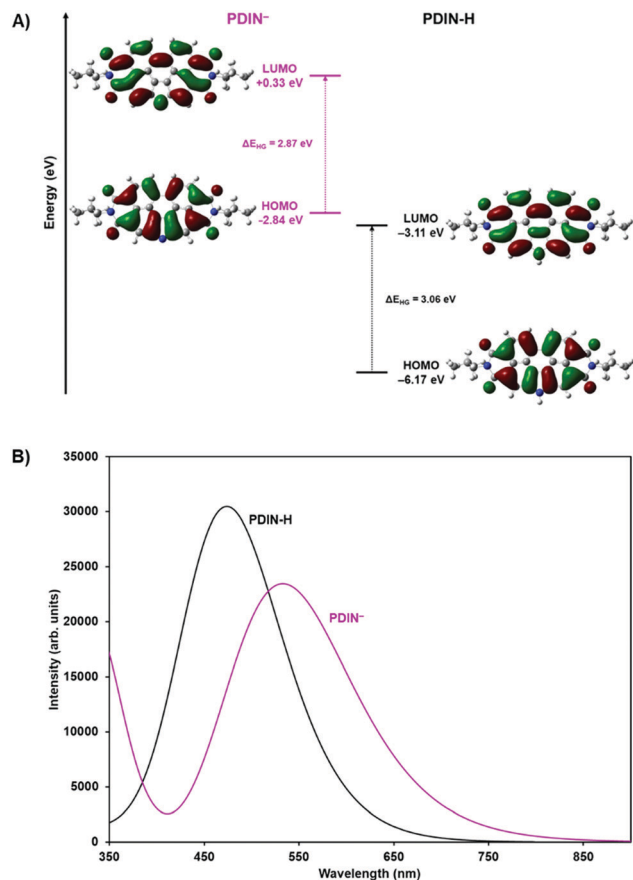 A)
PDIN⁻
PDIN-H
Energy (eV)
LUMO
+0.33 eV
ΔE_HG = 2.87 eV
HOMO
-2.84 eV
LUMO
–3.11 eV
ΔE_HG = 3.06 eV
HOMO
–6.17 eV
B)
35000
30000
25000
20000
15000
10000
5000
0
Intensity (arb. units)
PDIN-H
PDIN⁻
350 450 550 650 750 850
Wavelength (nm)